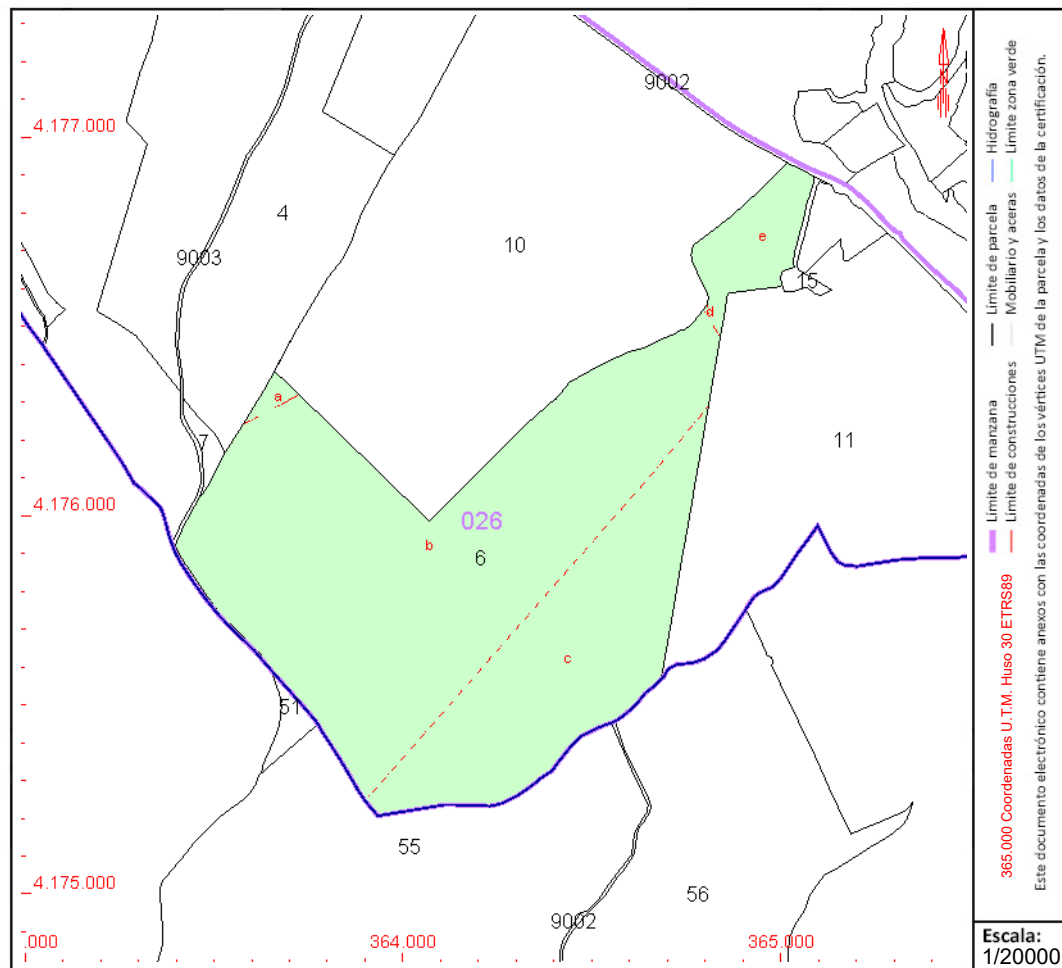 9002
4.177.000
4
10
e
9003
15
d
a
7
11
4.176.000
026
b
6
c
51
55
4.175.000
56
9002
.000
364.000
365.000
365.000 Coordenadas U.T.M. Huso 30 ETRS89
Límite de manzana
Límite de parcela
Hidrografía
Límite de construcciones
Mobiliario y aceras
Límite zona verde
Este documento electrónico contiene anexos con las coordenadas de los vértices UTM de la parcela y los datos de la certificación.
Escala:
1/20000